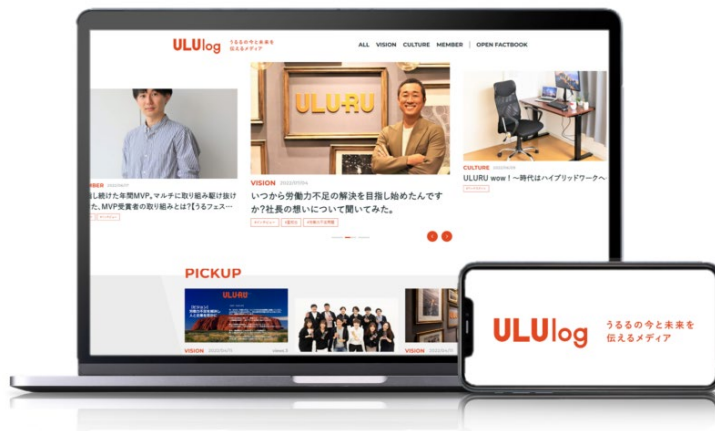 ULUlog
うるるの今と未来を
伝えるメディア
ALL VISION CULTURE MEMBER | OPEN FACTBOOK
ULURU
VISION
いつから労働力不足の解決を目指し始めたんです
か?社長の想いについて聞いてみた。
CULTURE
ULURU wow！～時代はハイブリッドワークへ～
し続けた年間MVP。マルチに取り組み駆け抜け
た、MVP受賞者の取り組みとは?【うるフェス…
PICKUP
ULURU
VISION
VISION
ULUlog
うるるの今と未来を
伝えるメディア